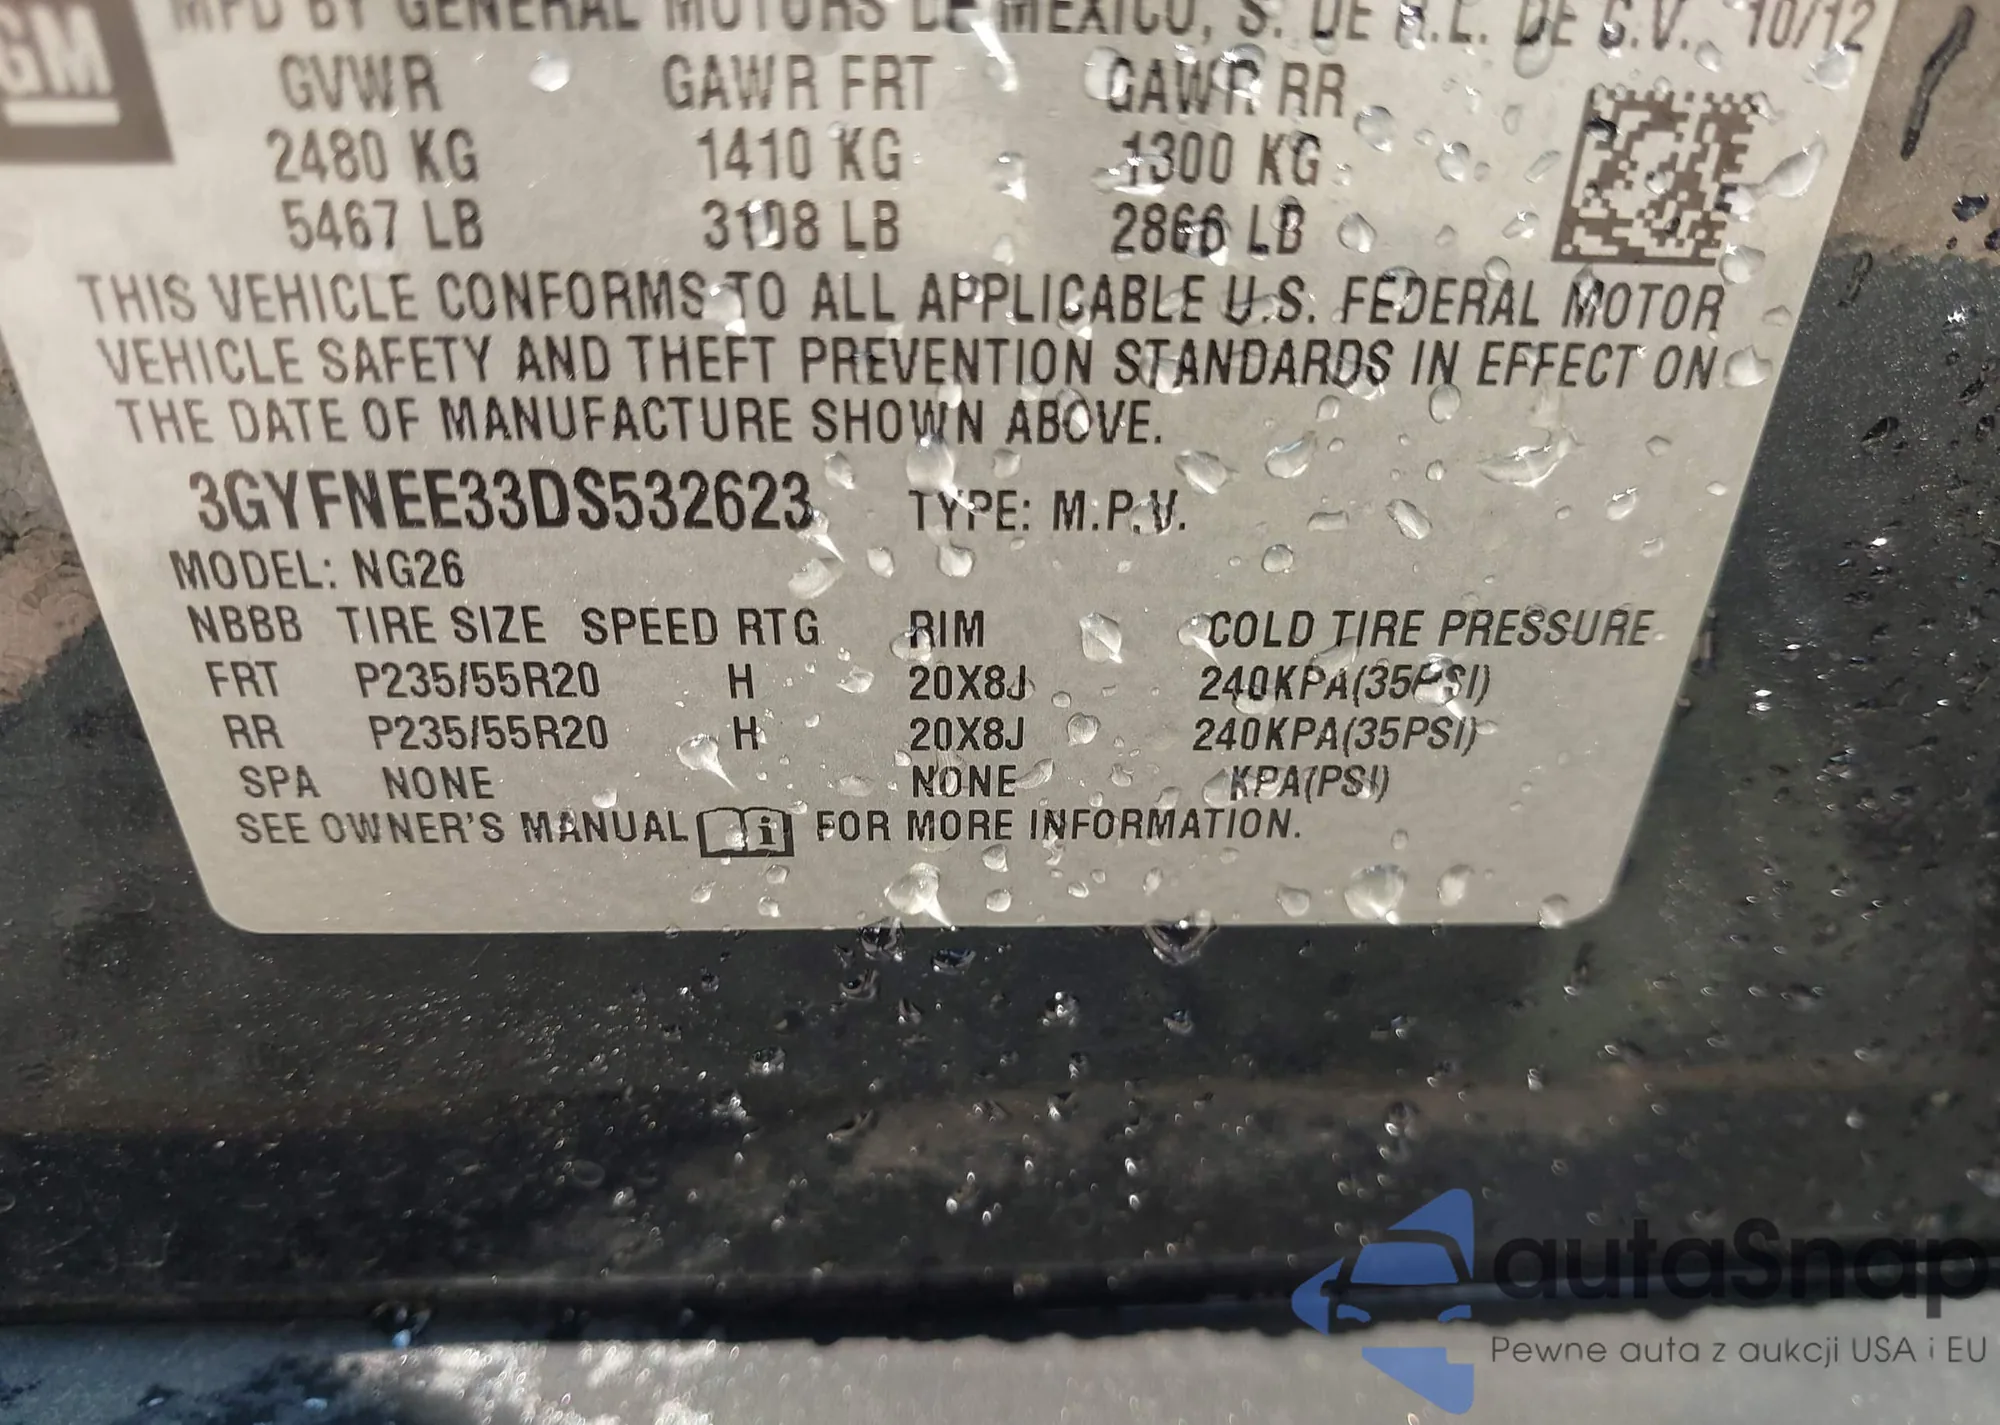 GM
MFD BY GENERAL MOTORS DE MEXICO, S. DE R.L. DE C.V. 10/12
GVWR GAWR FRT GAWR RR
2480 KG 1410 KG 1300 KG
5467 LB 3108 LB 2866 LB
THIS VEHICLE CONFORMS TO ALL APPLICABLE U.S. FEDERAL MOTOR
VEHICLE SAFETY AND THEFT PREVENTION STANDARDS IN EFFECT ON
THE DATE OF MANUFACTURE SHOWN ABOVE.
3GYFNEE33DS532623 TYPE: M.P.V.
MODEL: NG26
NBBB TIRE SIZE SPEED RTG RIM COLD TIRE PRESSURE
FRT P235/55R20 H 20X8J 240KPA(35PSI)
RR P235/55R20 H 20X8J 240KPA(35PSI)
SPA NONE NONE KPA(PSI)
SEE OWNER'S MANUAL i FOR MORE INFORMATION.
autaSnap
Pewne auta z aukcji USA i EU